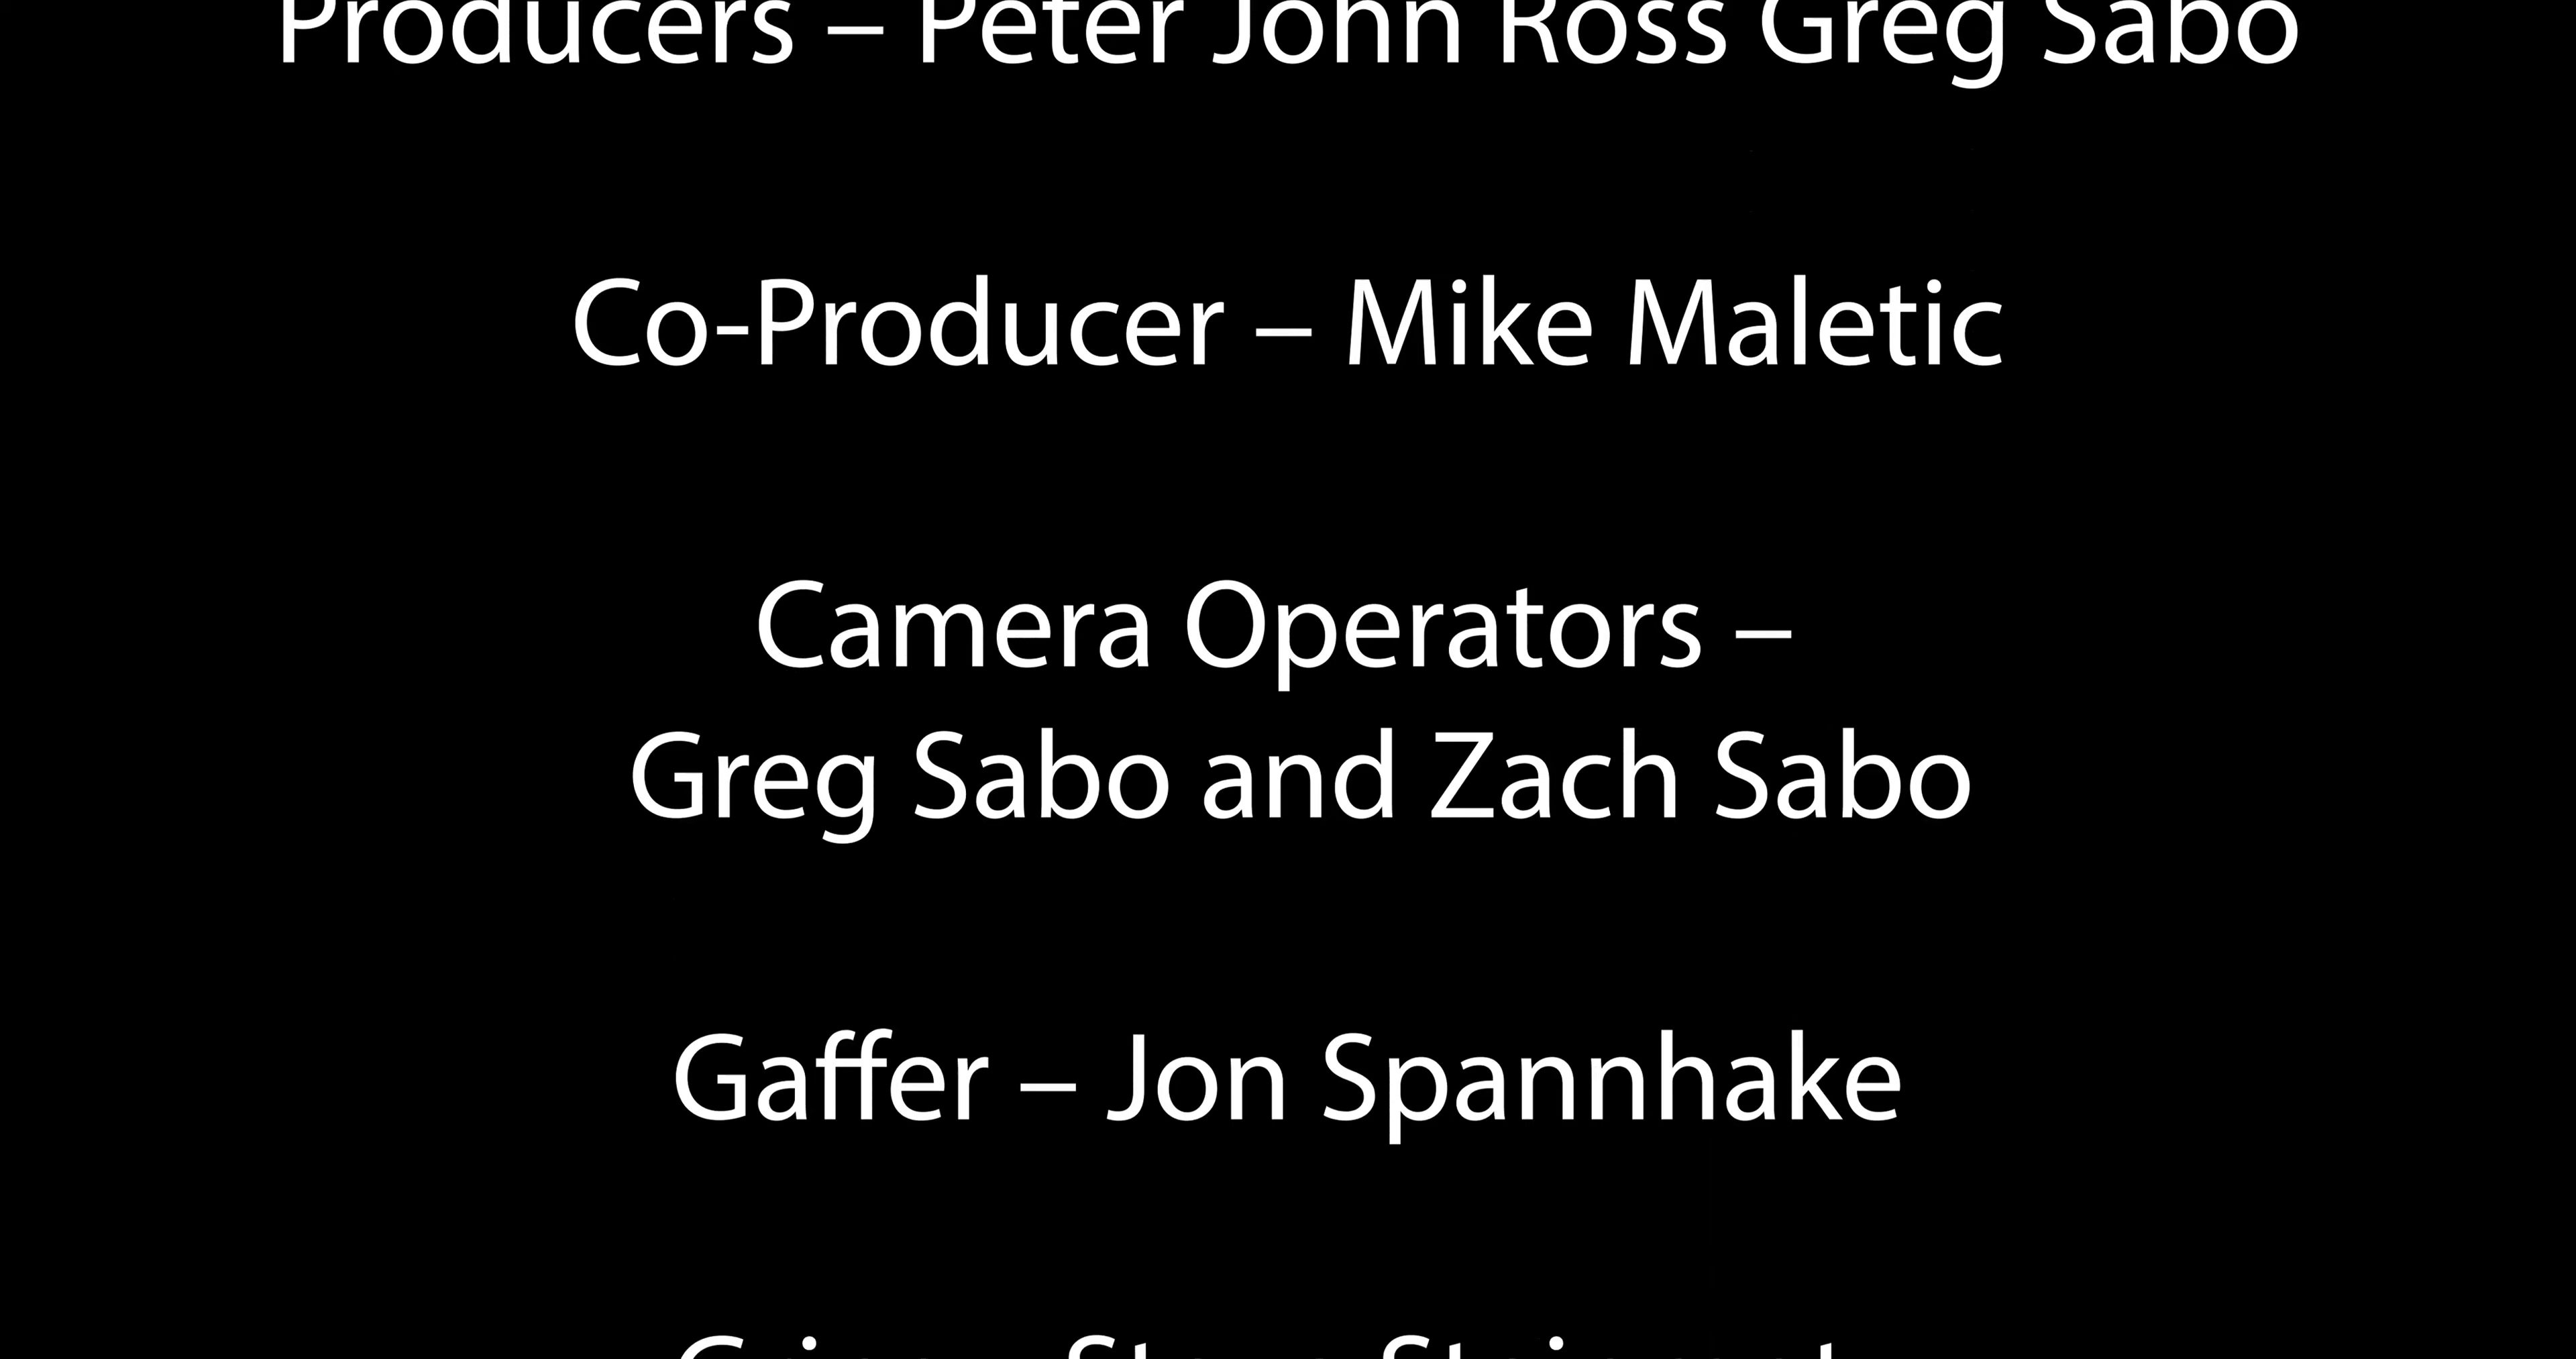 Producers – Peter John Ross Greg Sabo
Co-Producer – Mike Maletic
Camera Operators –
Greg Sabo and Zach Sabo
Gaffer – Jon Spannhake